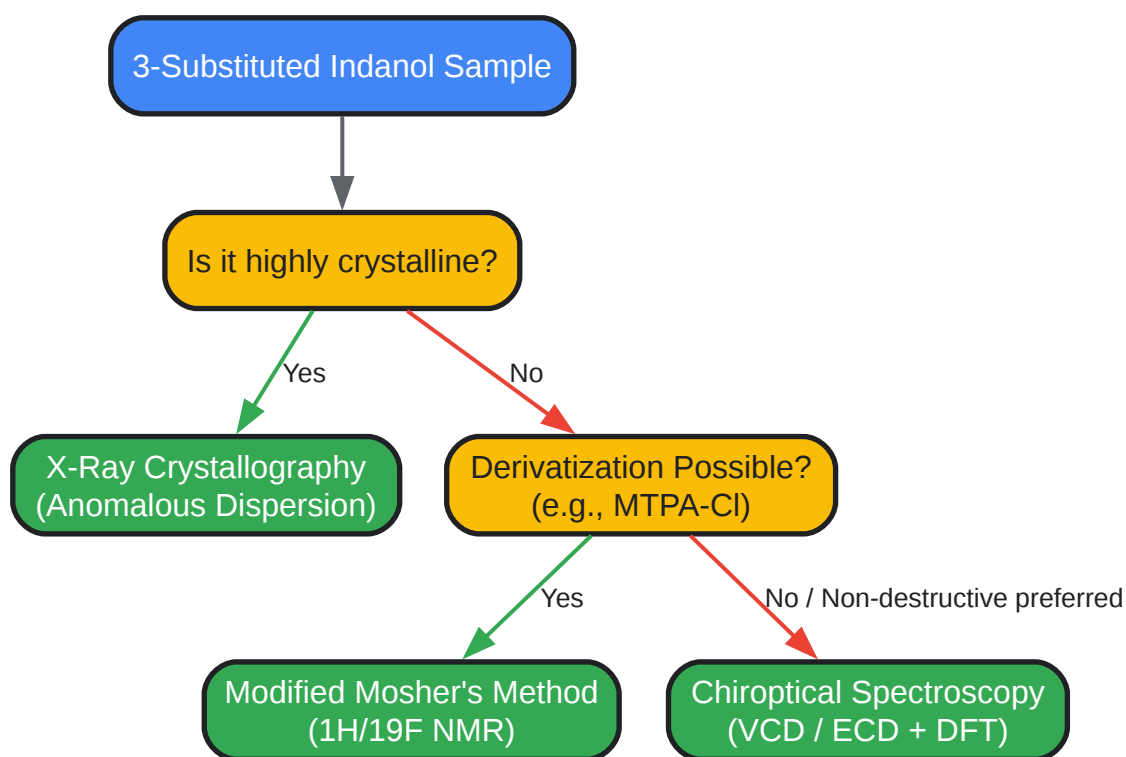 3-Substituted Indanol Sample
Is it highly crystalline?
Yes
No
X-Ray Crystallography
(Anomalous Dispersion)
Derivatization Possible?
(e.g., MTPA-Cl)
Yes
No / Non-destructive preferred
Modified Mosher's Method
(1H/19F NMR)
Chiroptical Spectroscopy
(VCD / ECD + DFT)